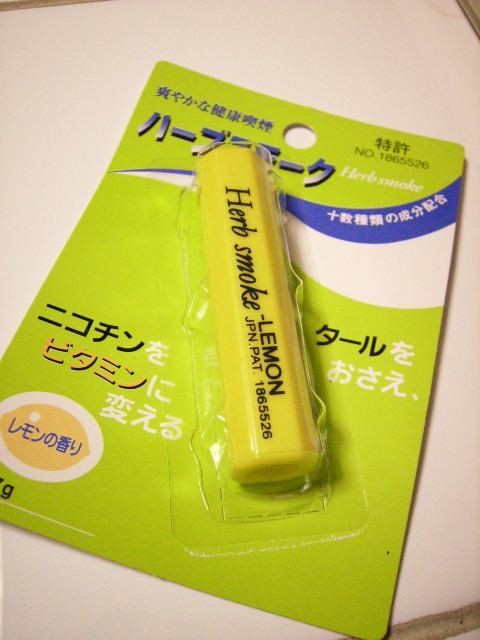 爽やかな健康喫煙
ハーブスモーク
特許
NO.1865526
Herb smoke
十数種類の成分配合
Herb smoke-LEMON
JPN.PAT. 1865526
タールを
おさえ、
ニコチンを
ビタミンに
変える
レモンの香り
g